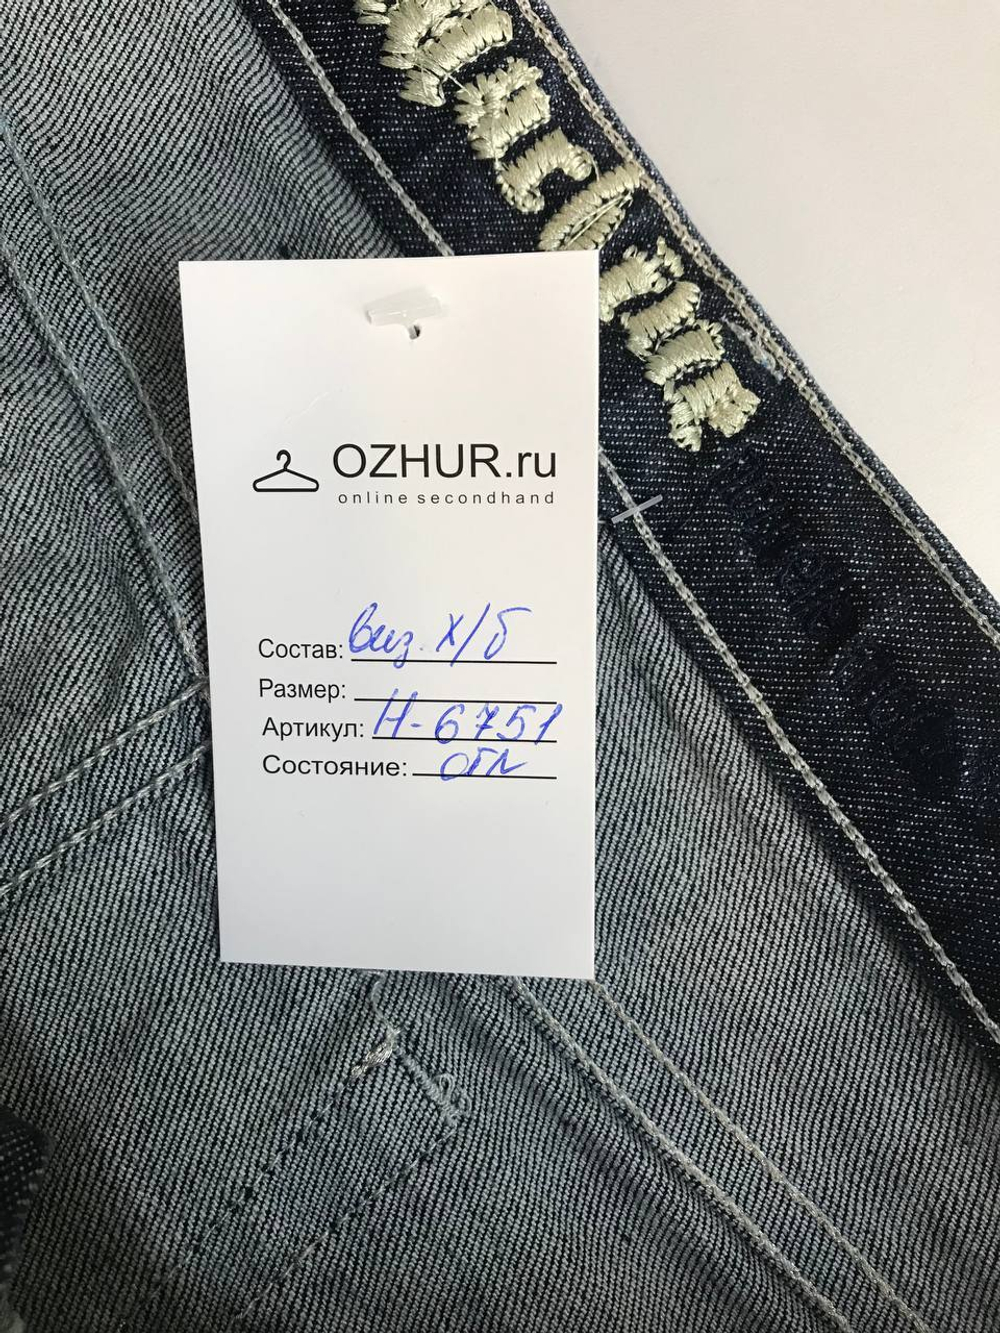 OZHUR.ru
online secondhand
Состав: виз. х/б
Размер:
Артикул: Н-6751
Состояние: отл